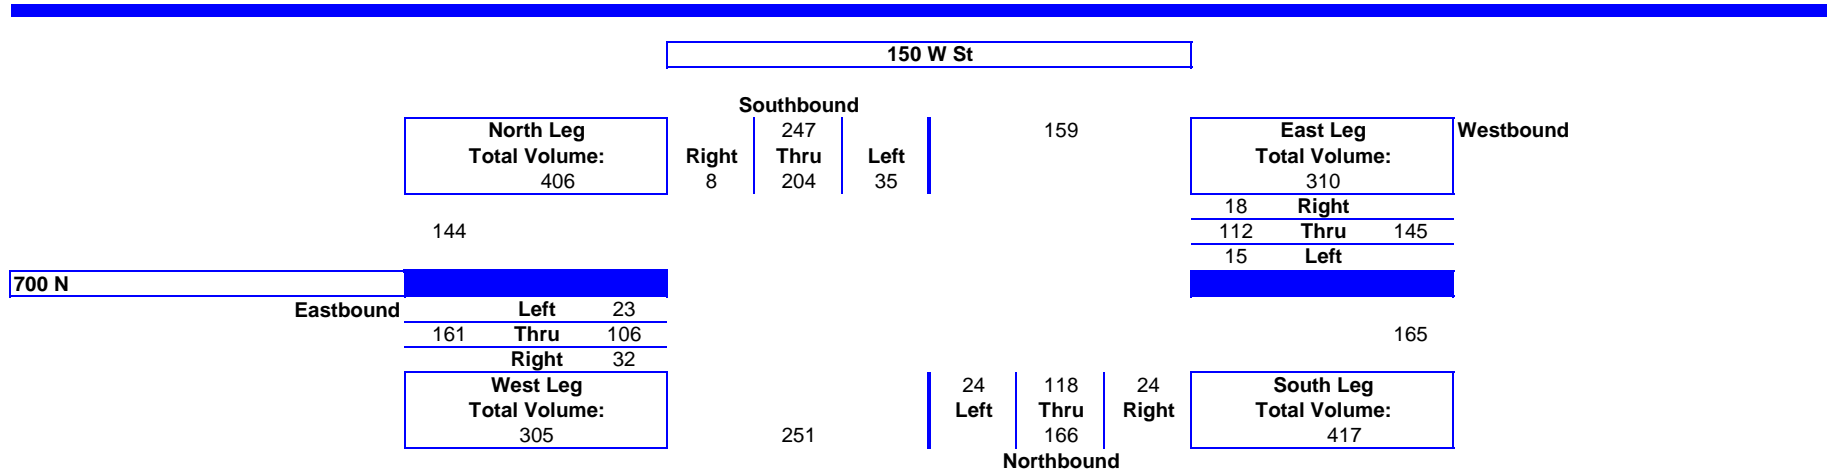 150 W St
Southbound
North Leg 247 159 East Leg Westbound
Total Volume: Right Thru Left Total Volume:
406 8 204 35 310
18 Right
144 112 Thru 145
15 Left
700 N
Eastbound Left 23
161 Thru 106 165
Right 32
West Leg 24 118 24 South Leg
Total Volume: Left Thru Right Total Volume:
305 251 166 417
Northbound